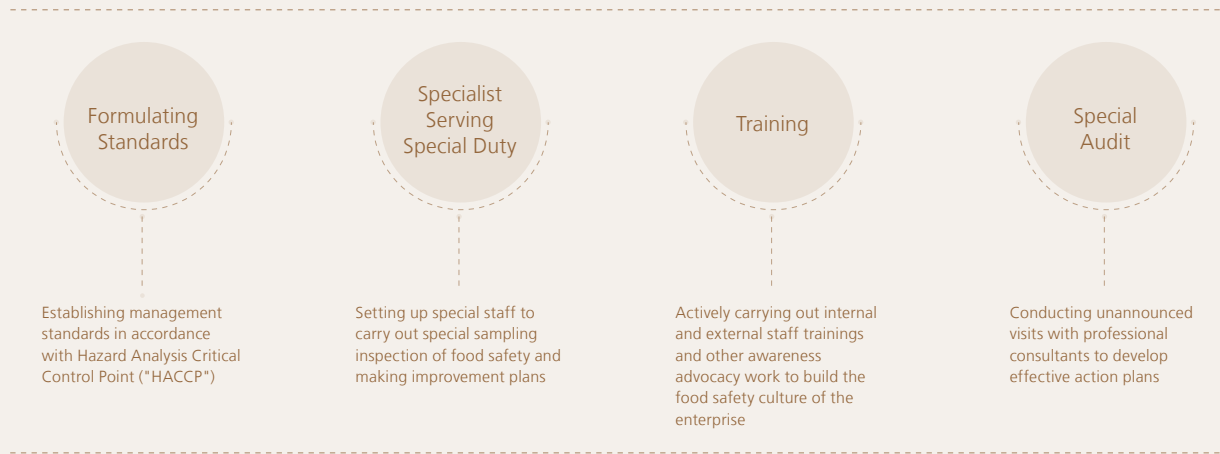 Formulating
Standards
Specialist
Serving
Special Duty
Training
Special
Audit
Establishing management
standards in accordance
with Hazard Analysis Critical
Control Point ("HACCP")
Setting up special staff to
carry out special sampling
inspection of food safety and
making improvement plans
Actively carrying out internal
and external staff trainings
and other awareness
advocacy work to build the
food safety culture of the
enterprise
Conducting unannounced
visits with professional
consultants to develop
effective action plans